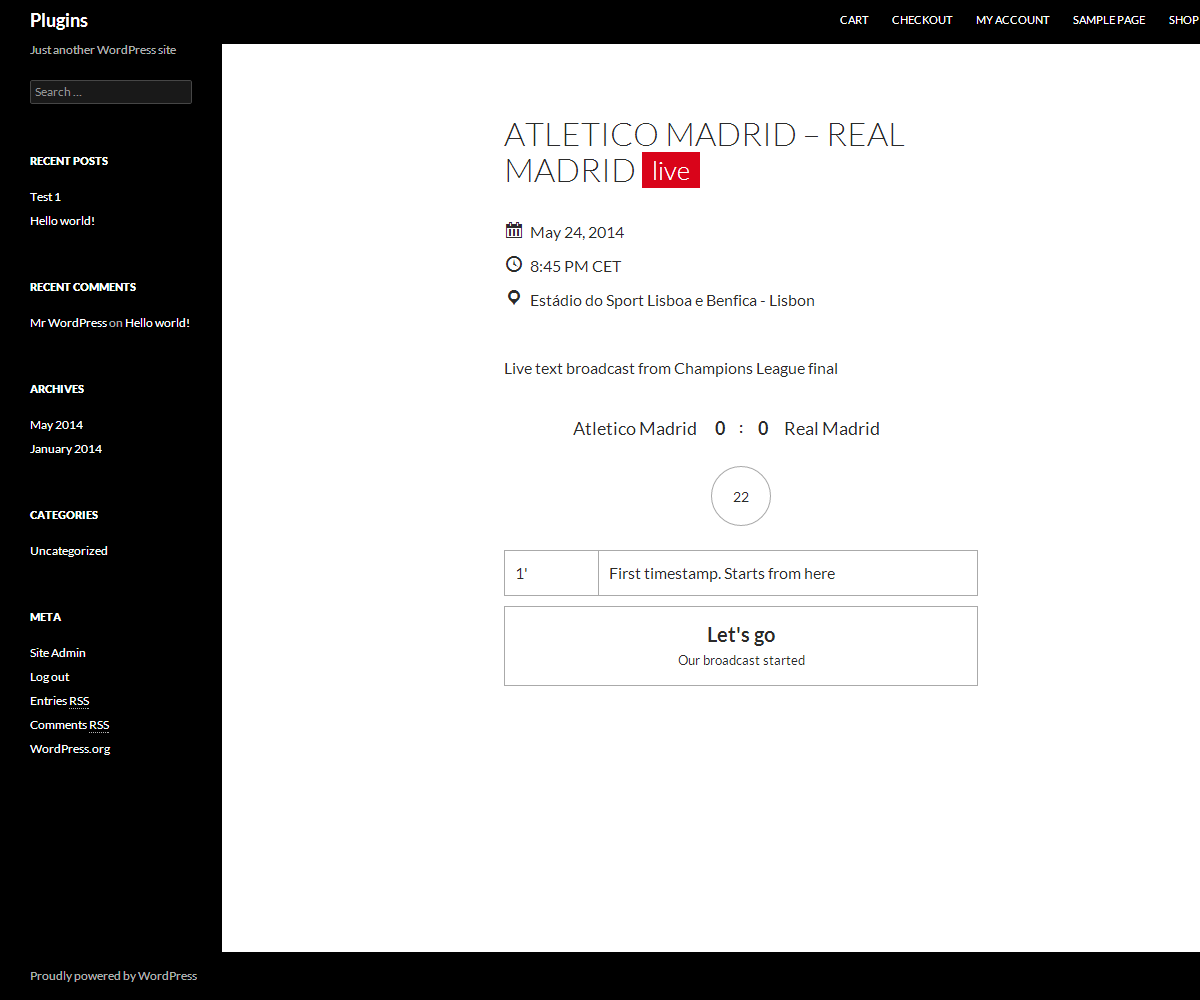 Plugins
CART CHECKOUT MY ACCOUNT SAMPLE PAGE SHOP
Just another WordPress site
Search ...
RECENT POSTS
Test 1
Hello world!
RECENT COMMENTS
Mr WordPress on Hello world!
ARCHIVES
May 2014
January 2014
CATEGORIES
Uncategorized
META
Site Admin
Log out
Entries RSS
Comments RSS
WordPress.org
ATLETICO MADRID – REAL
MADRID live
May 24, 2014
8:45 PM CET
Estádio do Sport Lisboa e Benfica - Lisbon
Live text broadcast from Champions League final
Atletico Madrid 0 : 0 Real Madrid
22
1' First timestamp. Starts from here
Let's go
Our broadcast started
Proudly powered by WordPress